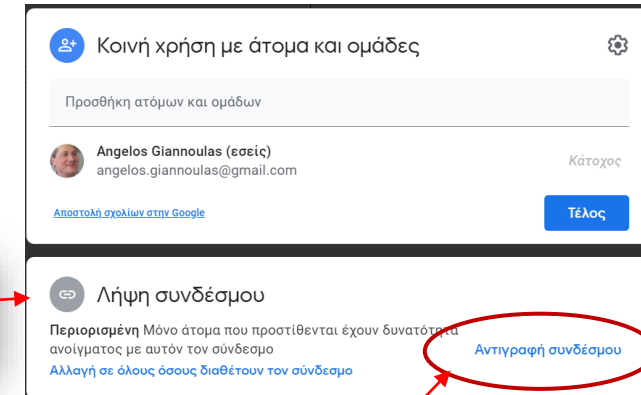 Κοινή χρήση με άτομα και ομάδες
Προσθήκη ατόμων και ομάδων
Angelos Giannoulas (εσείς)
angelos.giannoulas@gmail.com
Κάτοχος
Αποστολή σχολίων στην Google
Τέλος
Λήψη συνδέσμου
Περιορισμένη Μόνο άτομα που προστίθενται έχουν δυνατότητα
ανοίγματος με αυτόν τον σύνδεσμο
Αντιγραφή συνδέσμου
Αλλαγή σε όλους όσους διαθέτουν τον σύνδεσμο